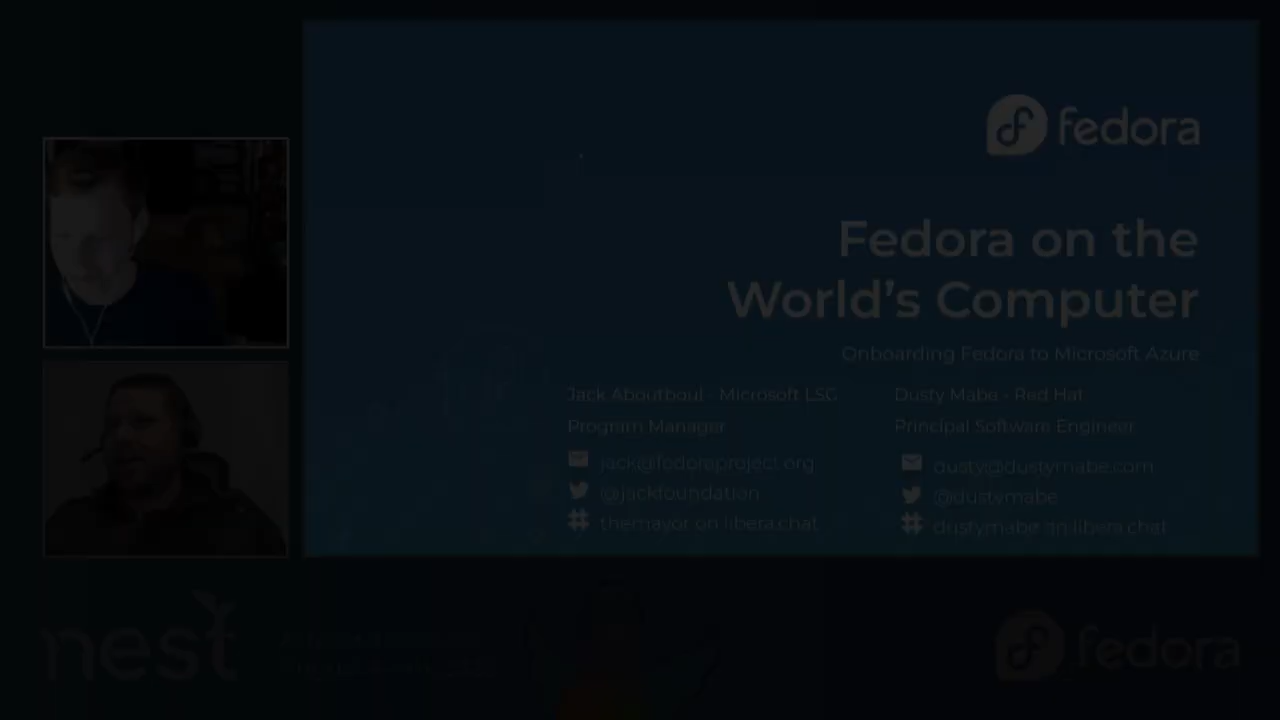 fedora
Fedora on the
World's Computer
Onboarding Fedora to Microsoft Azure
Jack Aboutboul - Microsoft LSG
Program Manager
jack@fedoraproject.org
@jackfoundation
themayor on libera.chat
Dusty Mabe - Red Hat
Principal Software Engineer
dusty@dustymabe.com
@dustymabe
dustymabe on libera.chat
nest
fedora